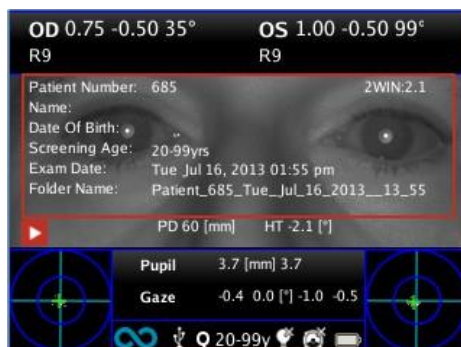 OD 0.75 -0.50 35° OS 1.00 -0.50 99°
R9 R9
Patient Number: 685 2WIN:2.1
Name:
Date Of Birth:
Screening Age: 20-99yrs
Exam Date: Tue Jul 16, 2013 01:55 pm
Folder Name: Patient_685_Tue_Jul_16_2013__13_55
PD 60 [mm] HT -2.1 [°]
Pupil 3.7 [mm] 3.7
Gaze -0.4 0.0 [°] -1.0 -0.5
Q 20-99y